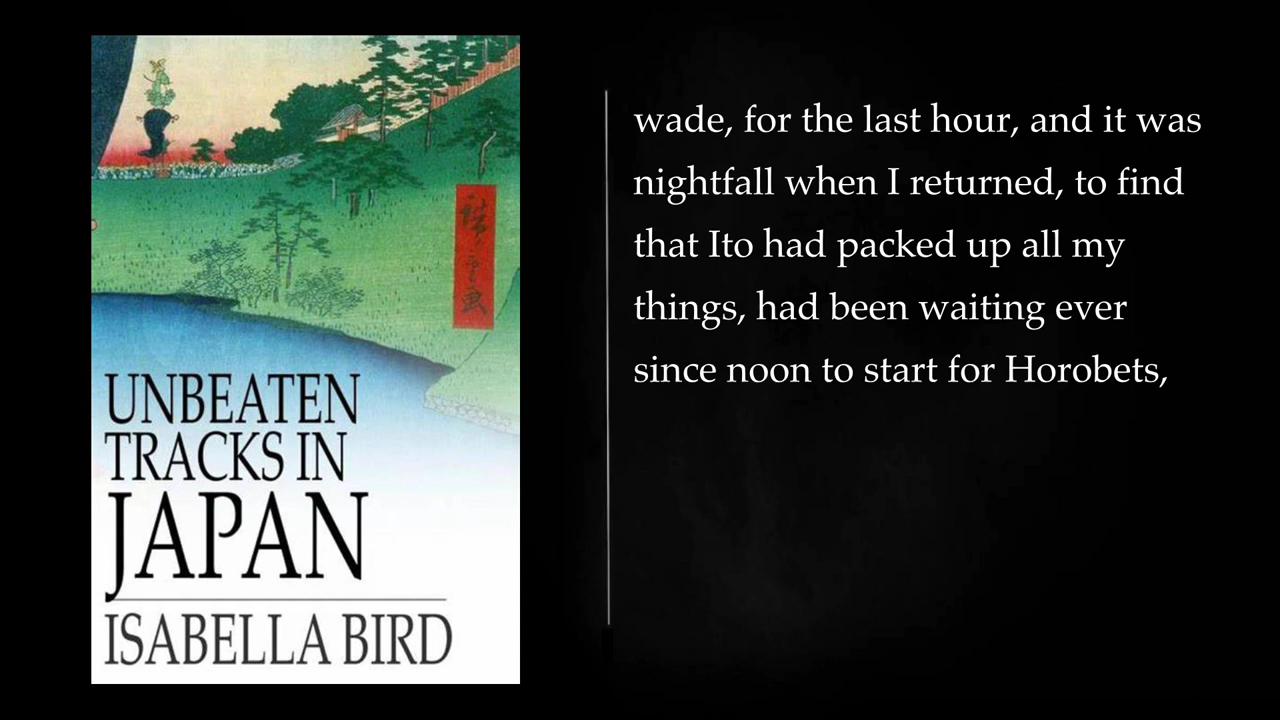 UNBEATEN
TRACKS IN
JAPAN
ISABELLA BIRD
wade, for the last hour, and it was
nightfall when I returned, to find
that Ito had packed up all my
things, had been waiting ever
since noon to start for Horobets,